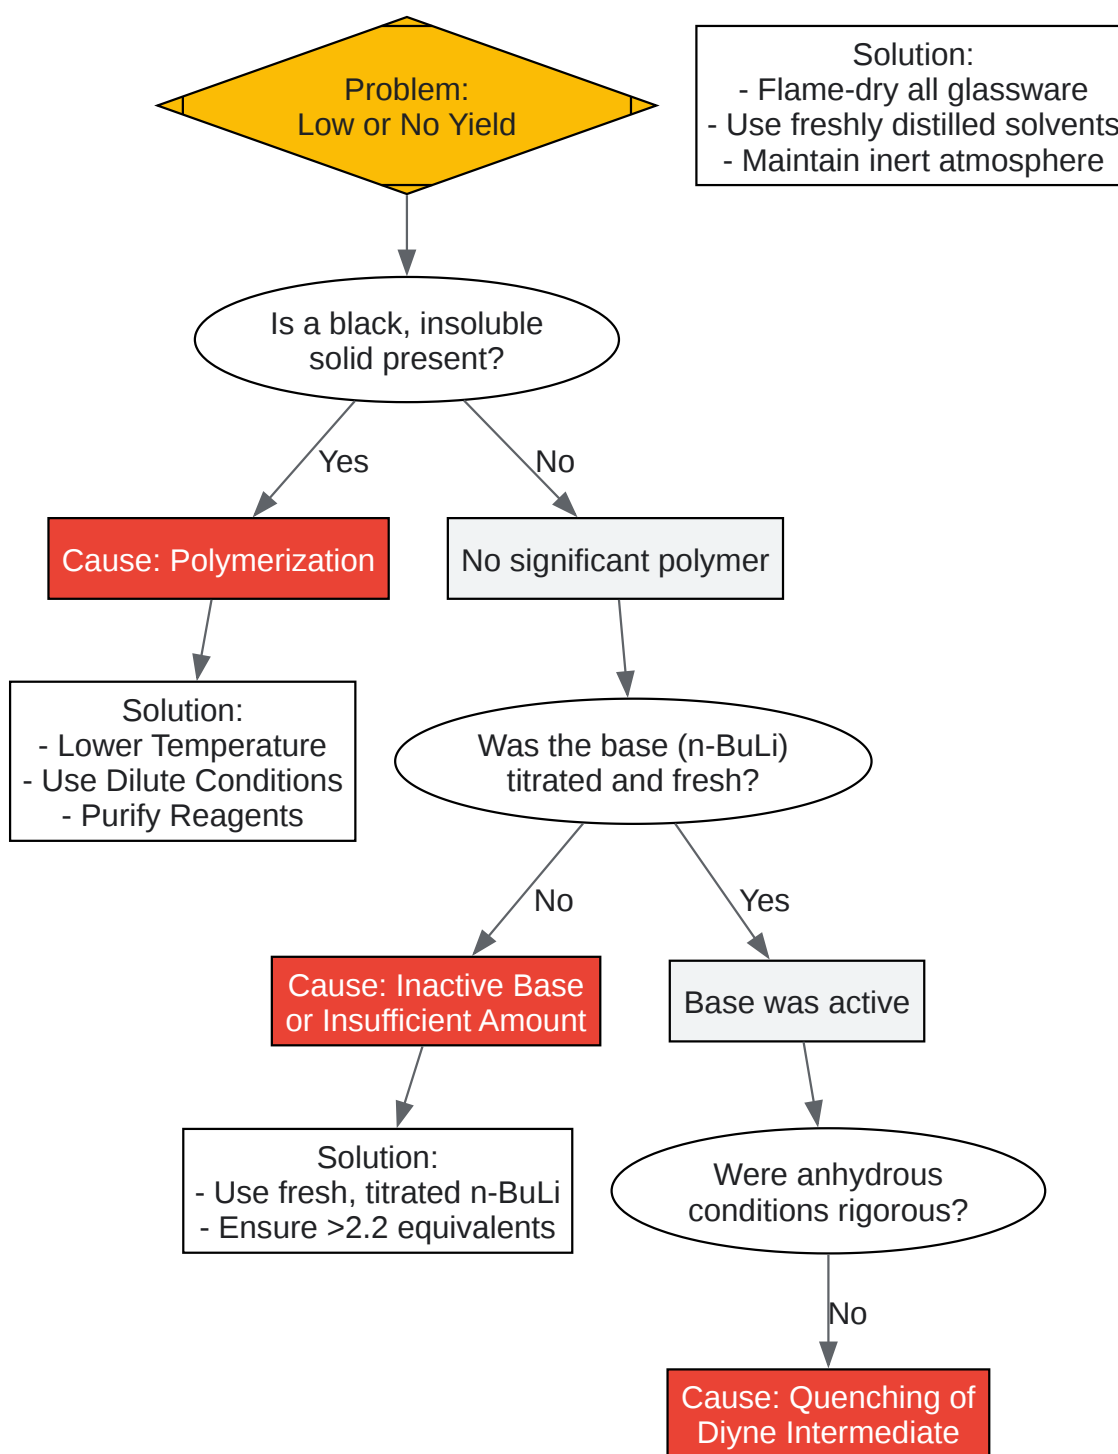 Problem:
Low or No Yield
Solution:
- Flame-dry all glassware
- Use freshly distilled solvents
- Maintain inert atmosphere
Is a black, insoluble
solid present?
Yes
No
Cause: Polymerization
No significant polymer
Solution:
- Lower Temperature
- Use Dilute Conditions
- Purify Reagents
Was the base (n-BuLi)
titrated and fresh?
No
Yes
Cause: Inactive Base
or Insufficient Amount
Base was active
Solution:
- Use fresh, titrated n-BuLi
- Ensure >2.2 equivalents
Were anhydrous
conditions rigorous?
No
Cause: Quenching of
Diyne Intermediate